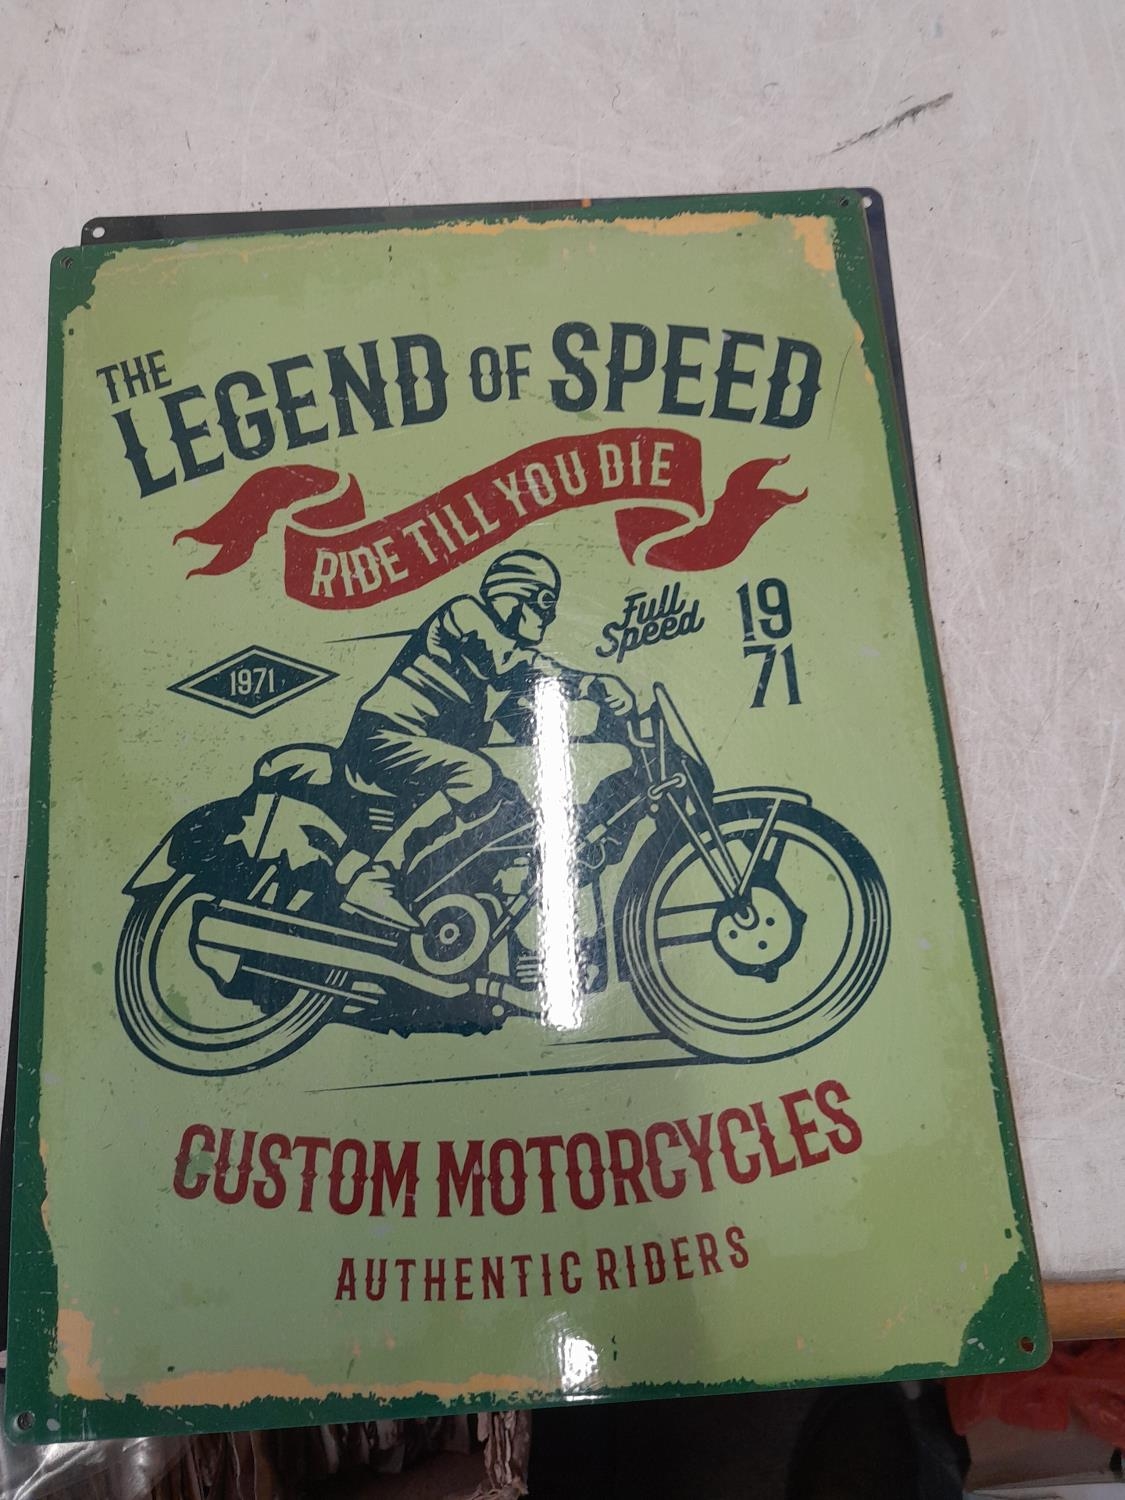 THE
LEGEND OF SPEED
RIDE TILL YOU DIE
Full
Speed
19
71
1971
CUSTOM MOTORCYCLES
AUTHENTIC RIDERS